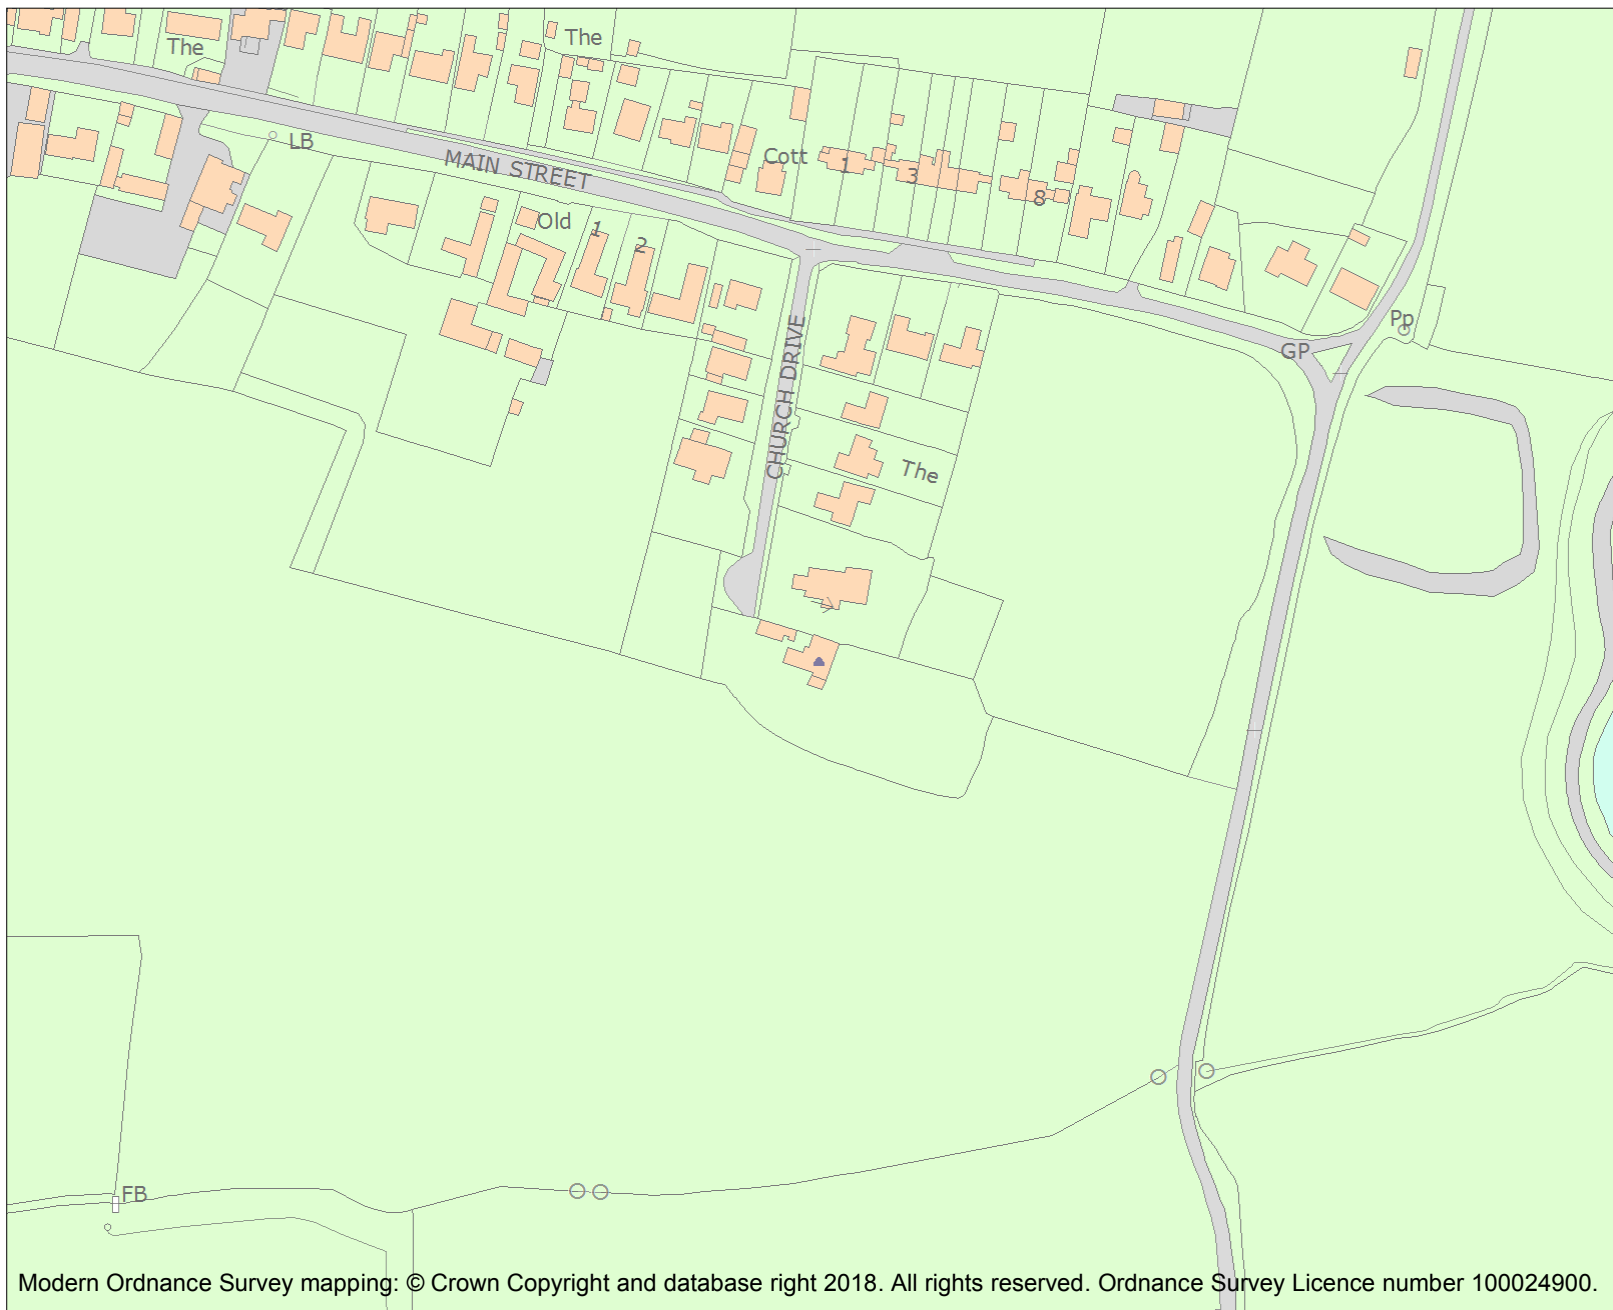 The
The
LB
MAIN STREET
Cott
1
3
8
Old
1
2
CHURCH DRIVE
Pp
GP
The
FB
Modern Ordnance Survey mapping: © Crown Copyright and database right 2018. All rights reserved. Ordnance Survey Licence number 100024900.